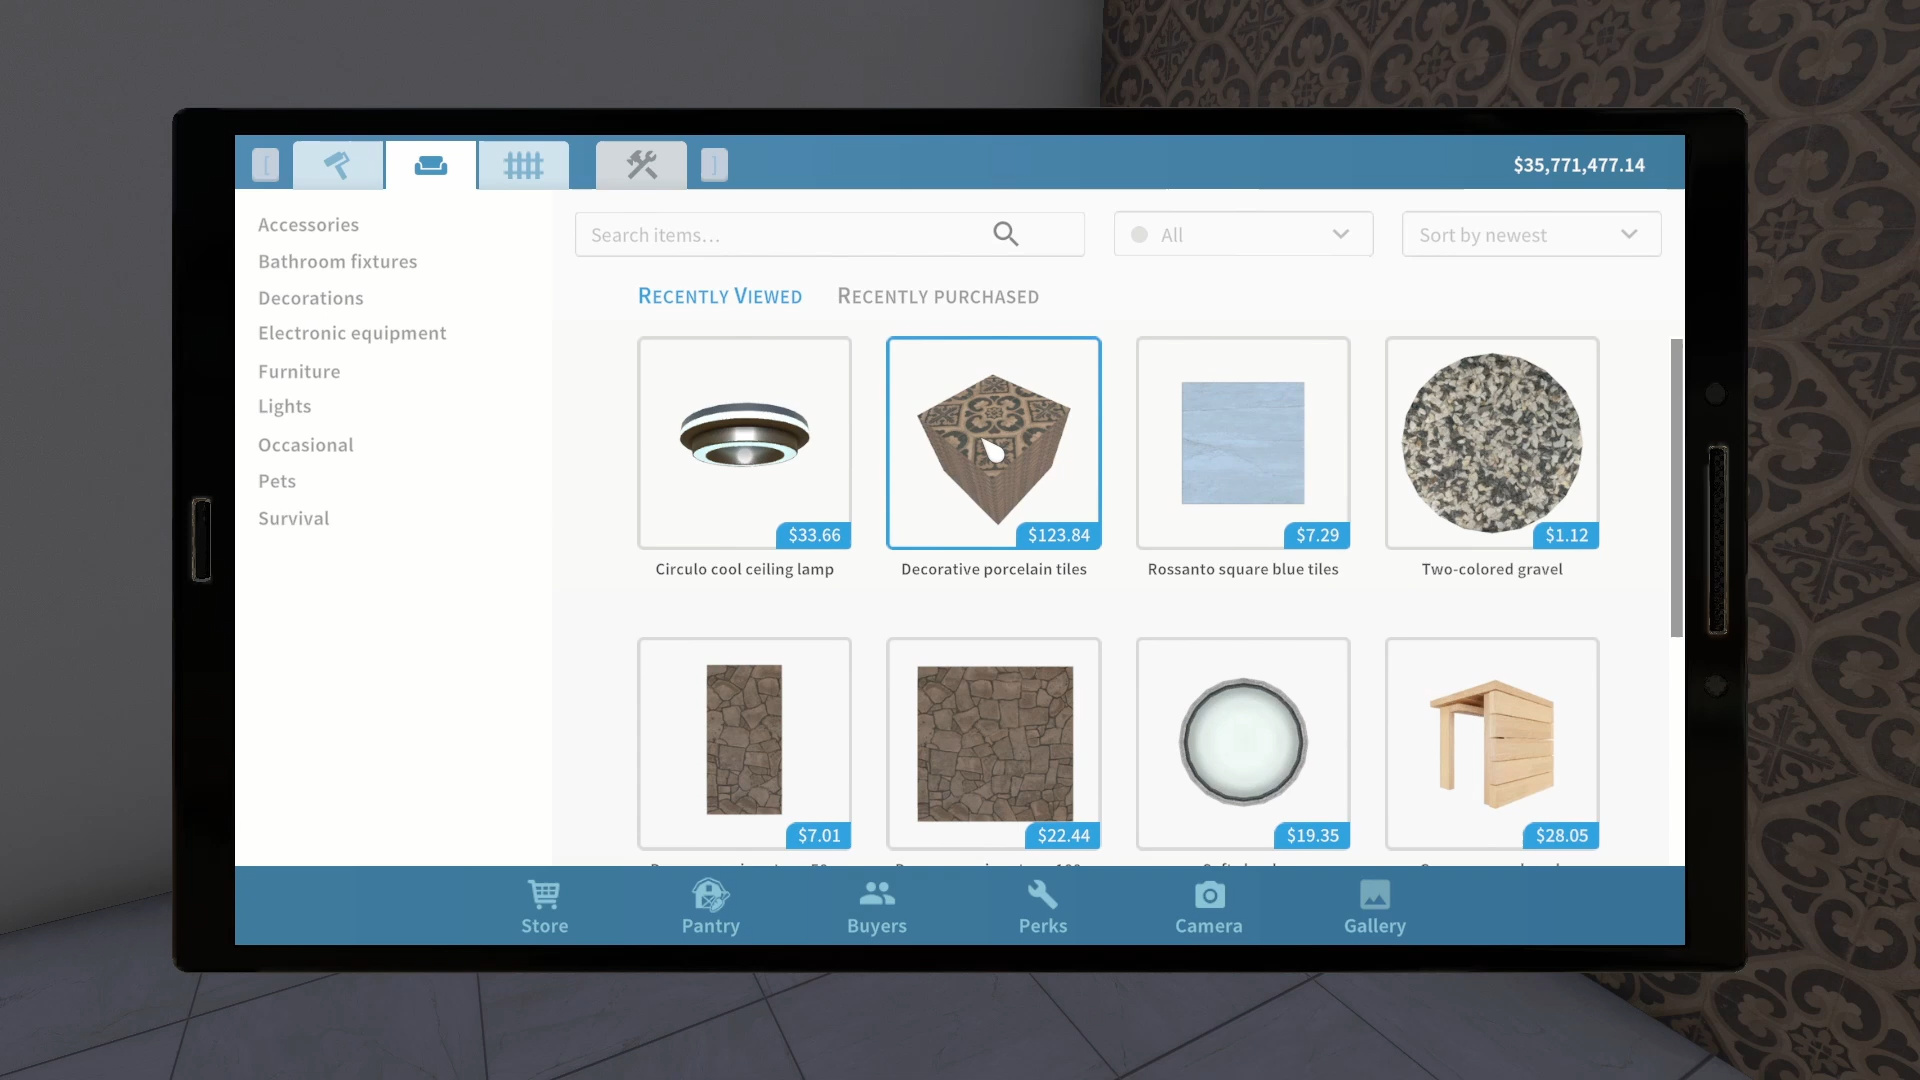 [
]
$35,771,477.14
Accessories
Bathroom fixtures
Decorations
Electronic equipment
Furniture
Lights
Occasional
Pets
Survival
Search items...
All
Sort by newest
RECENTLY VIEWED
RECENTLY PURCHASED
$33.66
$123.84
$7.29
$1.12
Circulo cool ceiling lamp
Decorative porcelain tiles
Rossanto square blue tiles
Two-colored gravel
$7.01
$22.44
$19.35
$28.05
Store
Pantry
Buyers
Perks
Camera
Gallery